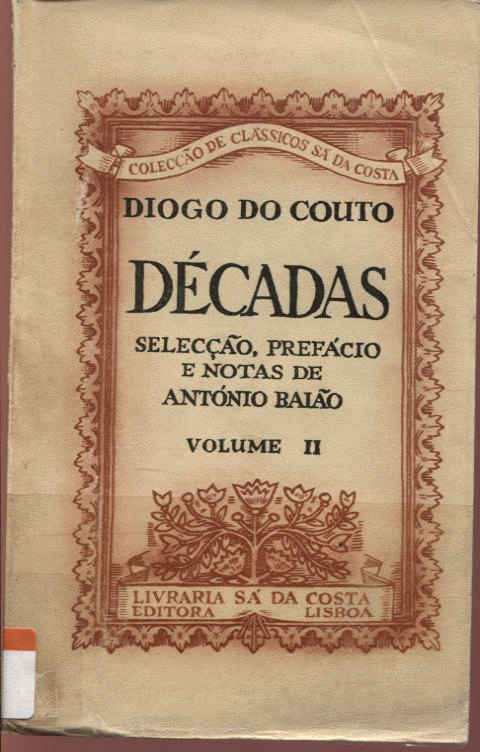 COLECÇÃO DE CLÁSSICOS SÁ DA COSTA
DIOGO DO COUTO
DÉCADAS
SELECÇÃO, PREFÁCIO
E NOTAS DE
ANTÓNIO BAIÃO
VOLUME II
LIVRARIA SÁ DA COSTA
EDITORA LISBOA